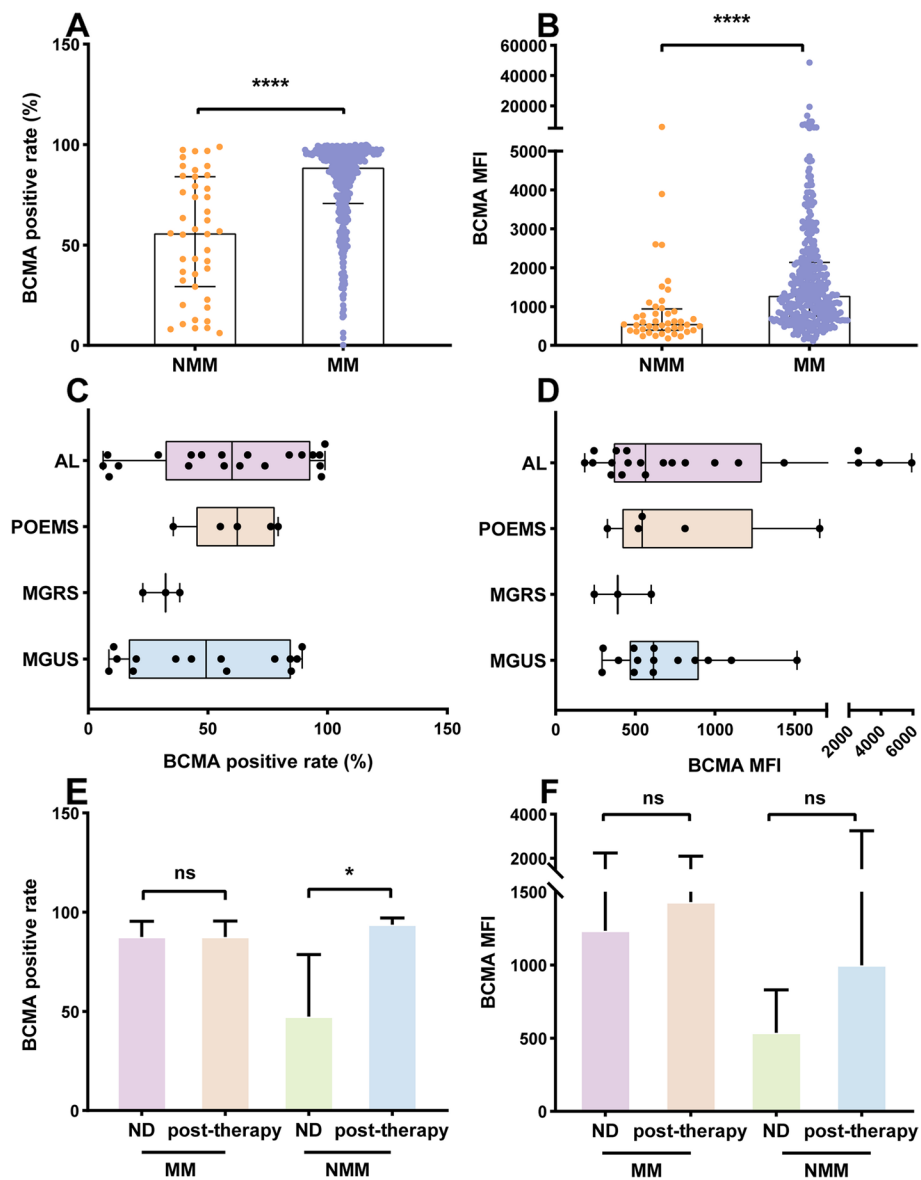 A
BCMA positive rate (%)
150
100
50
0
****
NMM
MM
B
BCMA MFI
60000
40000
20000
5000
4000
3000
2000
1000
0
****
NMM
MM
C
AL
POEMS
MGRS
MGUS
0
50
100
150
BCMA positive rate (%)
D
AL
POEMS
MGRS
MGUS
0
500
1000
1500
2000
4000
6000
BCMA MFI
E
BCMA positive rate
150
100
50
0
ns
*
ND
post-therapy
ND
post-therapy
MM
NMM
F
BCMA MFI
4000
2000
1500
1000
500
0
ns
ns
ND
post-therapy
ND
post-therapy
MM
NMM